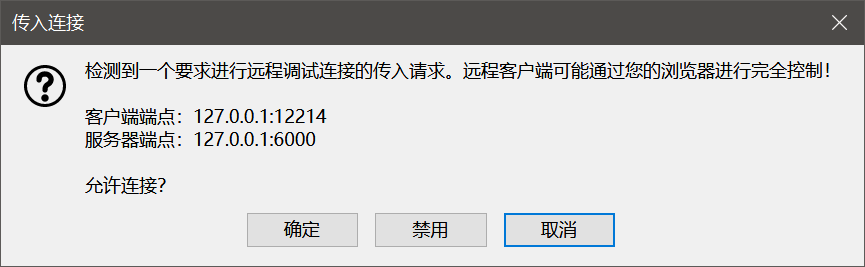 传入连接
检测到一个要求进行远程调试连接的传入请求。远程客户端可能通过您的浏览器进行完全控制！
客户端端点：127.0.0.1:12214
服务器端点：127.0.0.1:6000
允许连接？
确定
禁用
取消